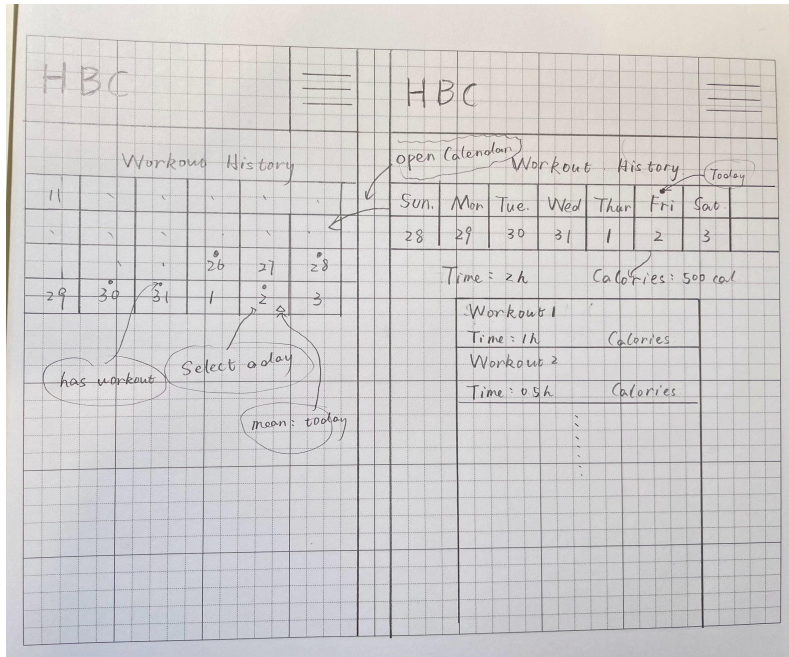 HBC
Workout History
11
26 27 28
29 30 31 1 2 3
has workout
Select a day
mean: today
HBC
open Calendar
Workout History
Today
Sun. Mon Tue. Wed Thur Fri Sat.
28 29 30 31 1 2 3
Time: 2h Calories: 500 cal
Workout 1
Time: 1h Calories
Workout 2
Time: 0.5h Calories